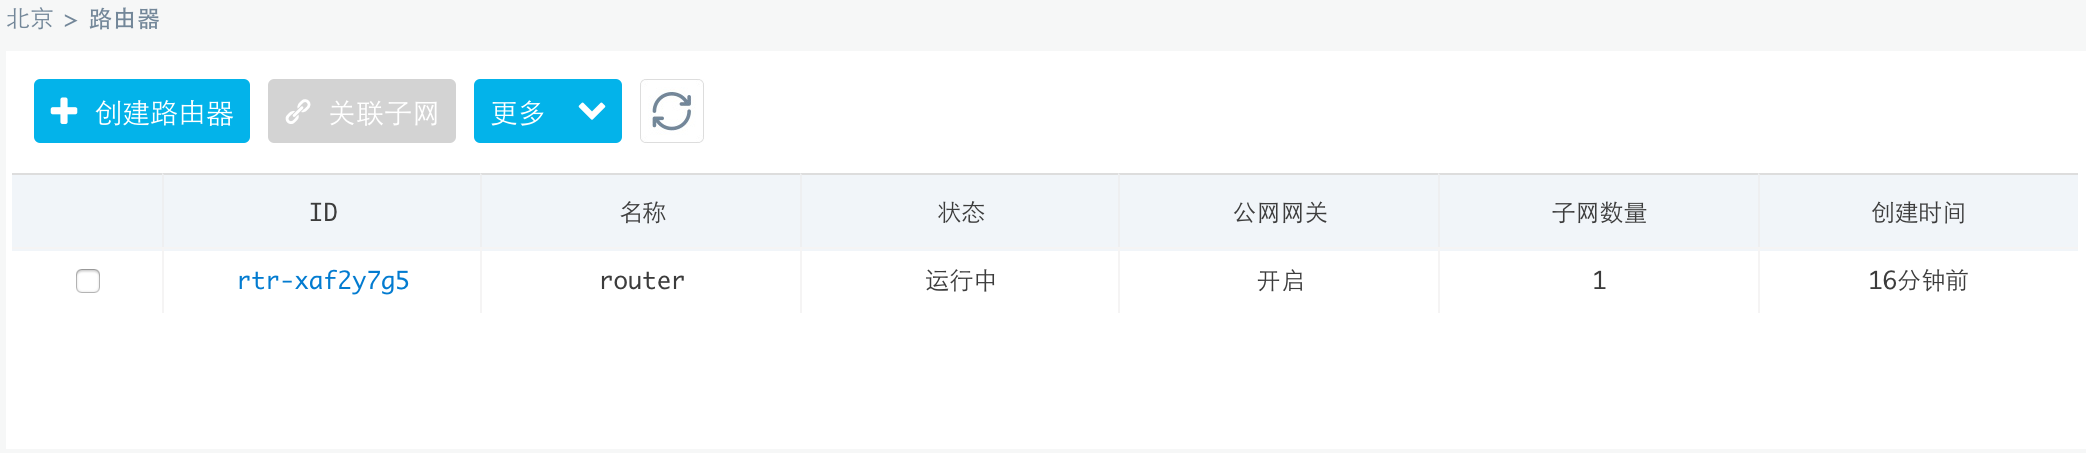 北京 > 路由器
创建路由器 关联子网 更多
ID 名称 状态 公网网关 子网数量 创建时间
rtr-xaf2y7g5 router 运行中 开启 1 16分钟前